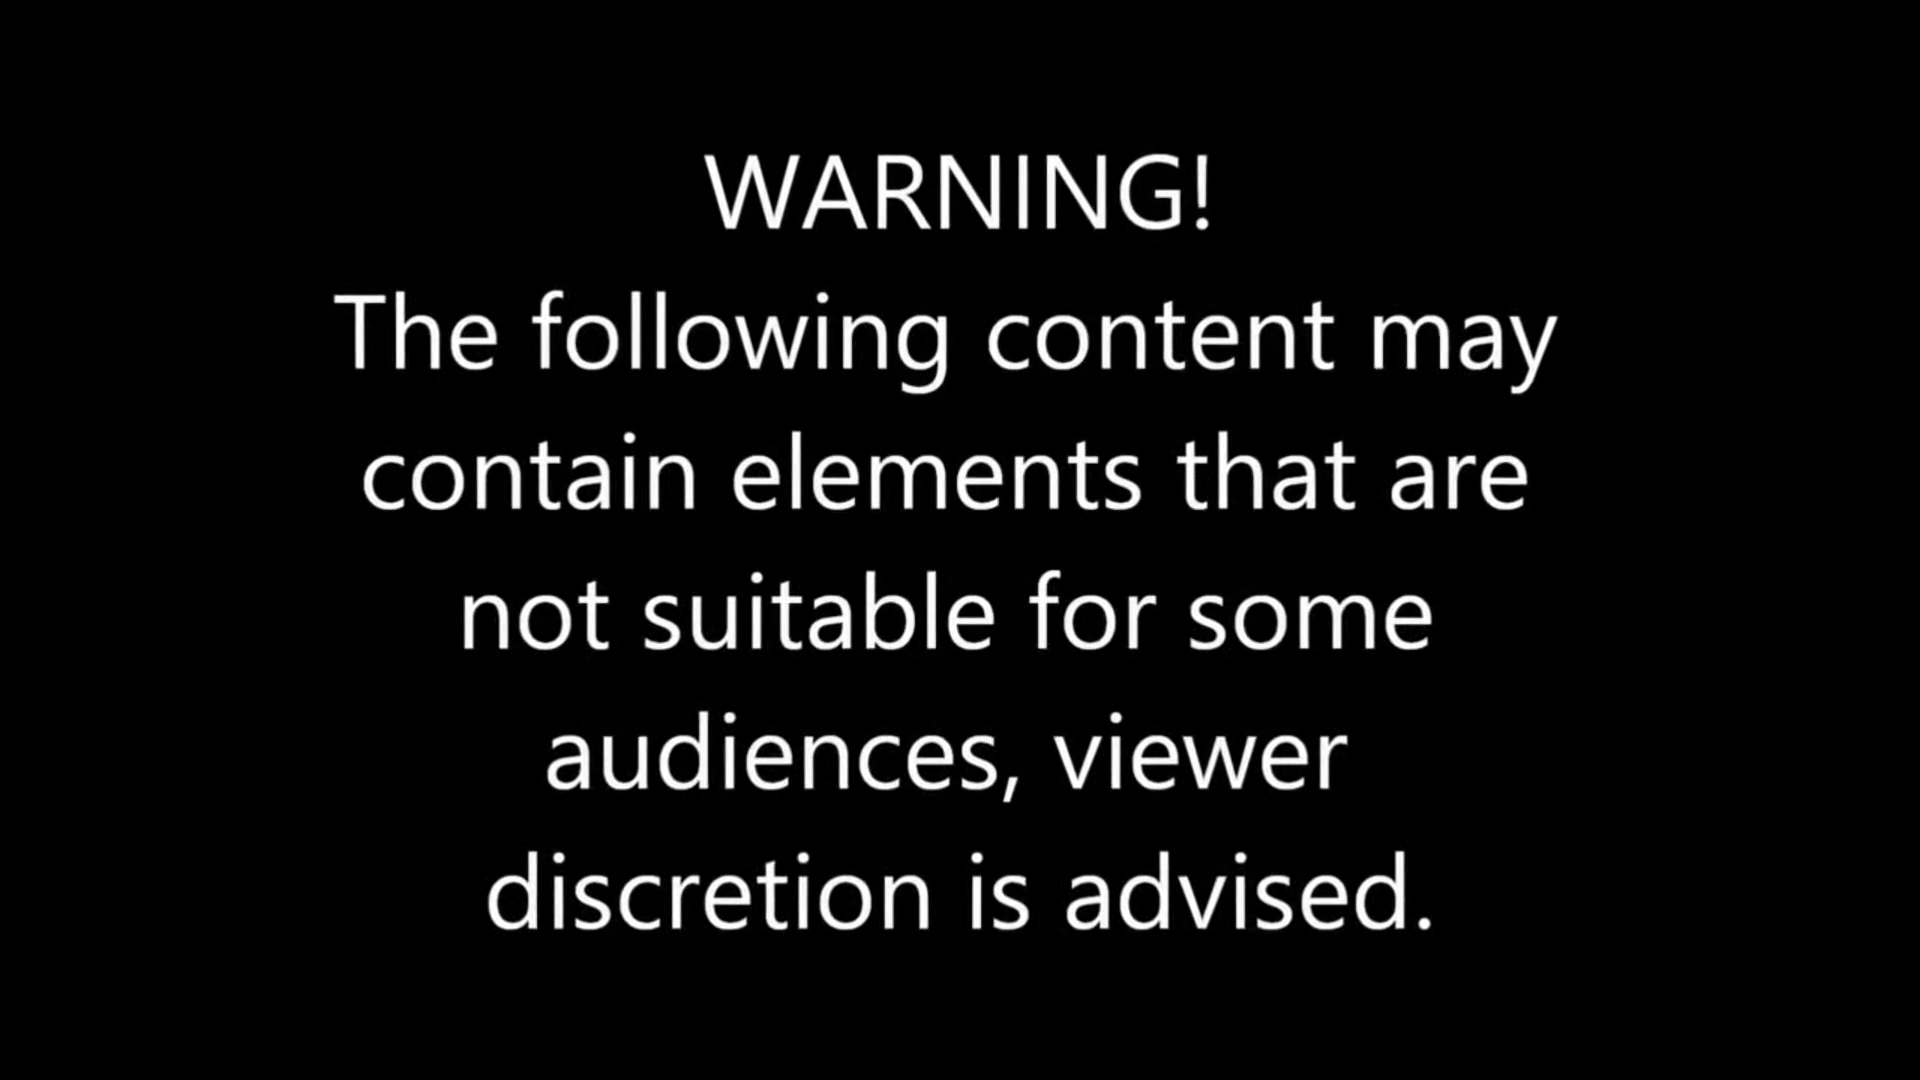 WARNING!
The following content may
contain elements that are
not suitable for some
audiences, viewer
discretion is advised.